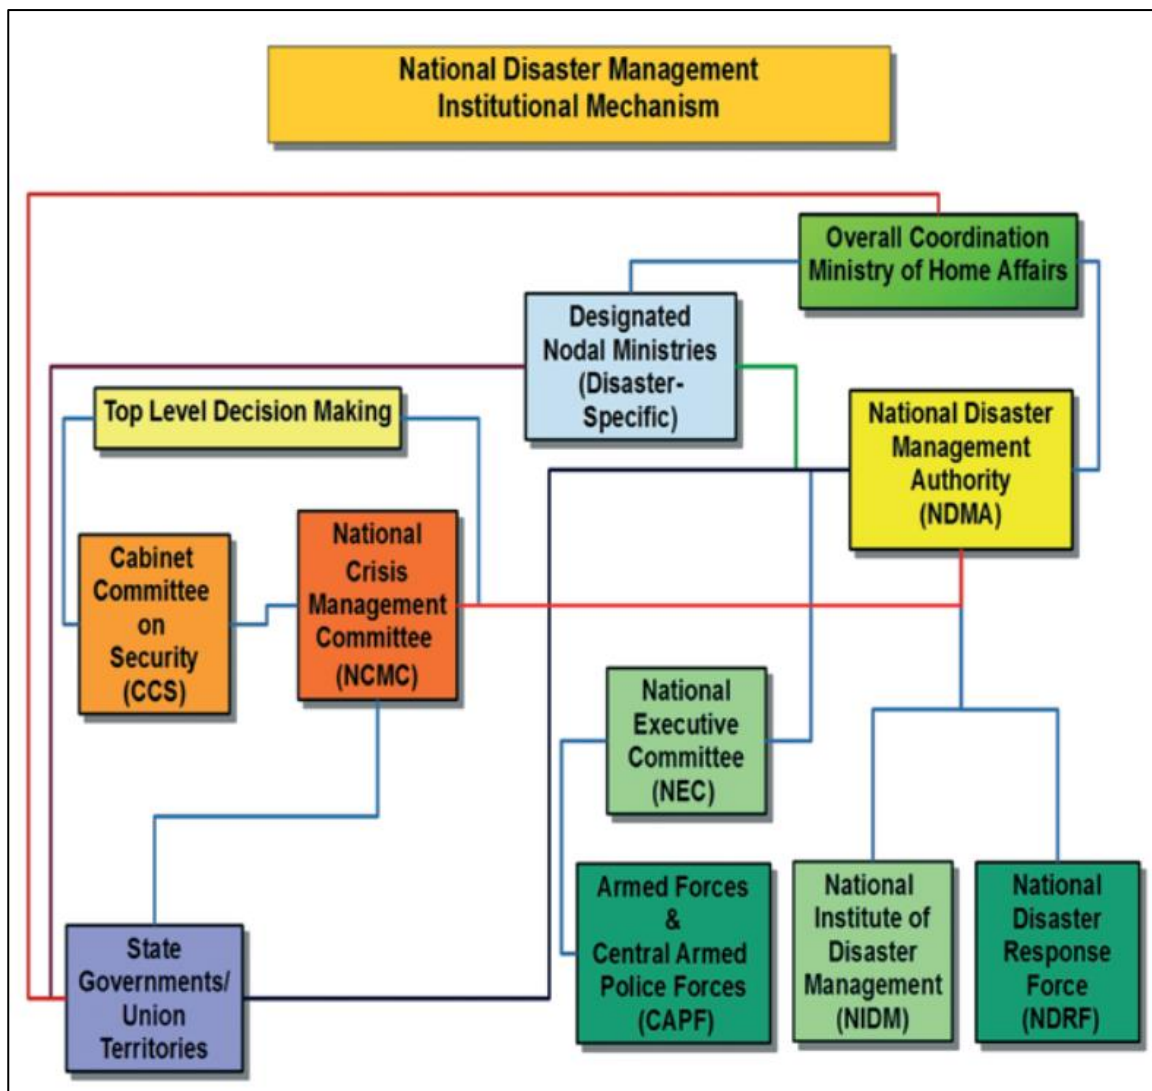 National Disaster Management
Institutional Mechanism
Overall Coordination
Ministry of Home Affairs
Designated
Nodal Ministries
(Disaster-
Specific)
Top Level Decision Making
National Disaster
Management
Authority
(NDMA)
Cabinet
Committee
on
Security
(CCS)
National
Crisis
Management
Committee
(NCMC)
National
Executive
Committee
(NEC)
Armed Forces
&
Central Armed
Police Forces
(CAPF)
National
Institute of
Disaster
Management
(NIDM)
National
Disaster
Response
Force
(NDRF)
State
Governments/
Union
Territories